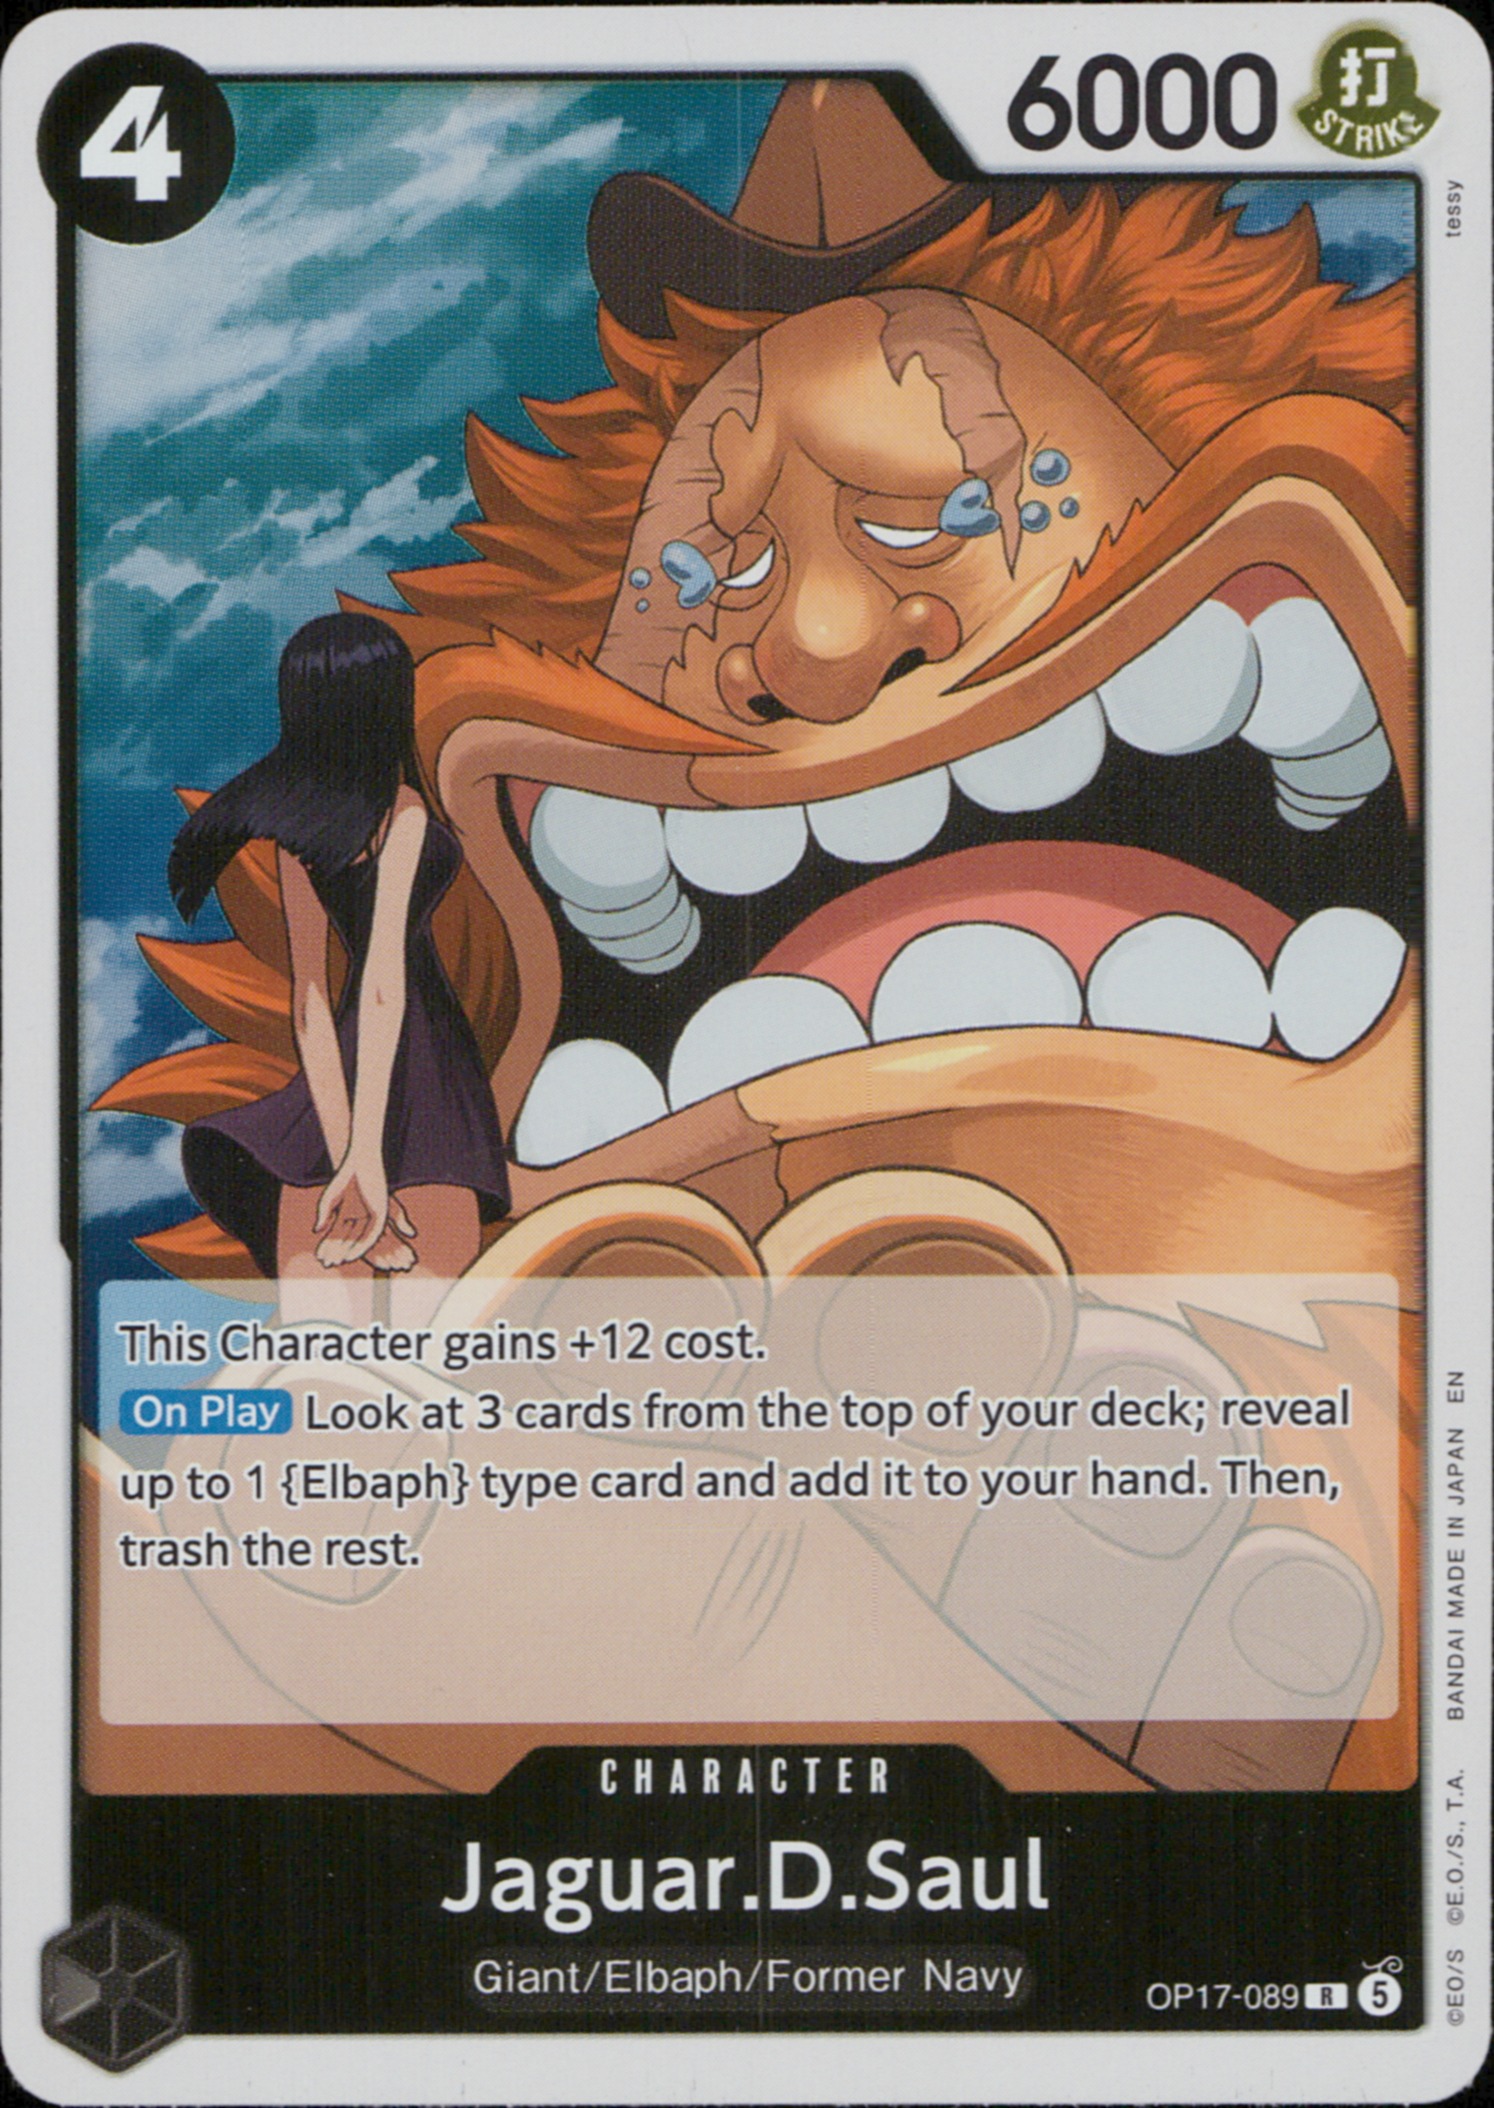 4
6000
打
STRIKE
tessy
This Character gains +12 cost.
On Play Look at 3 cards from the top of your deck; reveal
up to 1 {Elbaph} type card and add it to your hand. Then,
trash the rest.
CHARACTER
Jaguar.D.Saul
Giant/Elbaph/Former Navy
OP17-089 R 5
©EO/S ©E.O./S., T.A. BANDAI MADE IN JAPAN EN